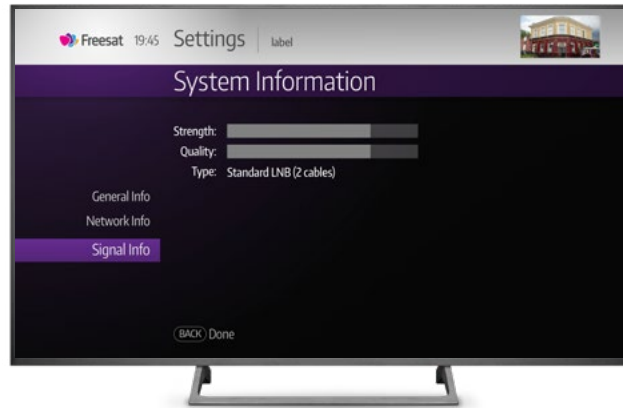 Freesat 19:45 Settings label
System Information
Strength:
Quality:
Type: Standard LNB (2 cables)
General Info
Network Info
Signal Info
BACK Done